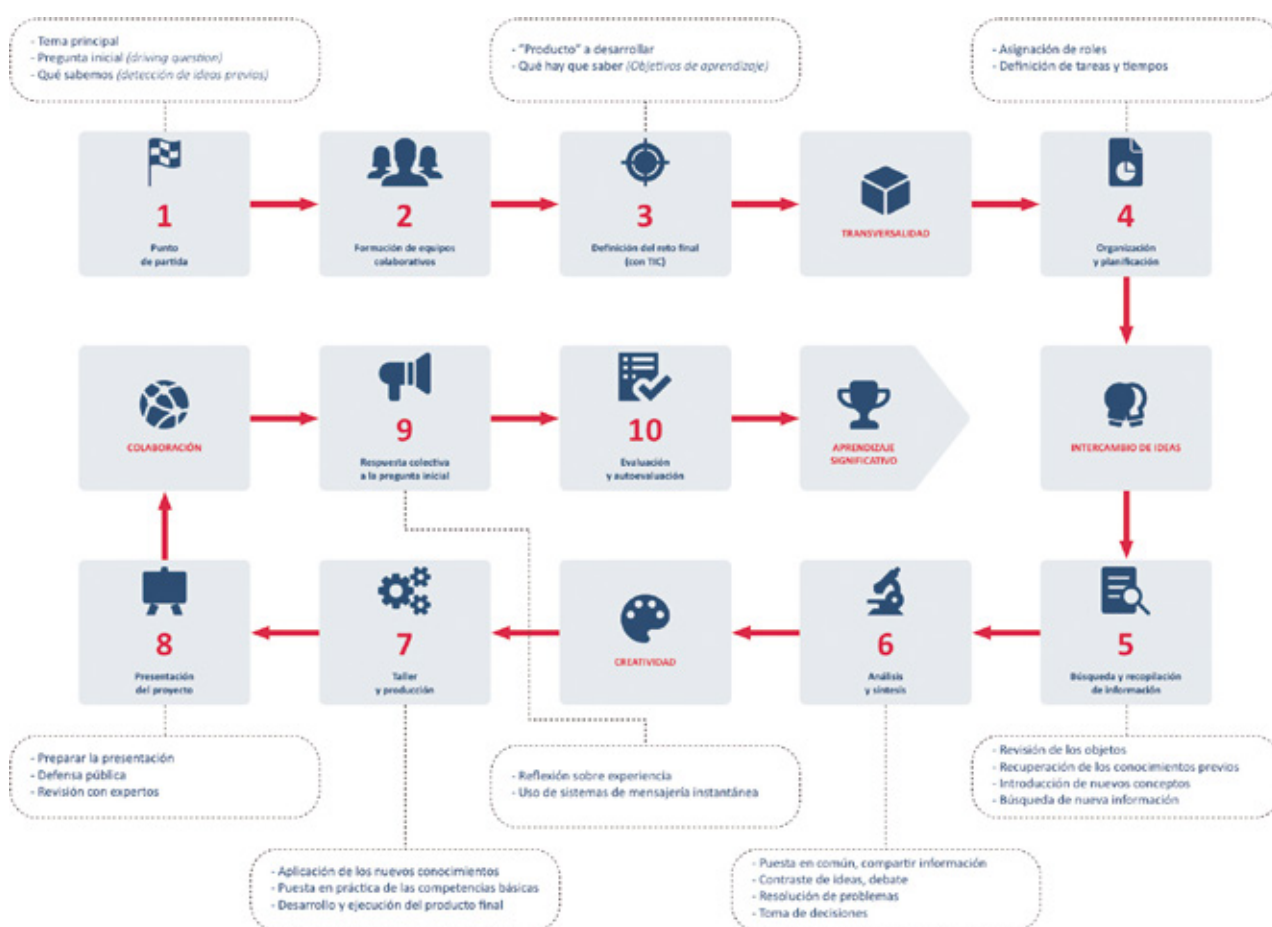 - Tema principal
- Pregunta inicial (driving question)
- Qué sabemos (detección de ideas previos)
- "Producto" a desarrollar
- Qué hay que saber (Objetivos de aprendizaje)
- Asignación de roles
- Definición de tareas y tiempos
1
Punto
de partida
2
Formación de equipos
colaborativos
3
Definición del reto final
(con TIC)
TRANSVERSALIDAD
4
Organización
y planificación
COLABORACIÓN
9
Respuesta colectiva
a la pregunta inicial
10
Evaluación
y autoevaluación
APRENDIZAJE
SIGNIFICATIVO
INTERCAMBIO DE IDEAS
8
Presentación
del proyecto
7
Taller
y producción
CREATIVIDAD
6
Análisis
y síntesis
5
Búsqueda y recopilación
de información
- Preparar la presentación
- Defensa pública
- Revisión con expertos
- Reflexión sobre experiencia
- Uso de sistemas de mensajería instantánea
- Revisión de los objetos
- Recuperación de los conocimientos previos
- Introducción de nuevos conceptos
- Búsqueda de nueva información
- Aplicación de los nuevos conocimientos
- Puesta en práctica de las competencias básicas
- Desarrollo y ejecución del producto final
- Puesta en común, compartir información
- Contraste de ideas, debate
- Resolución de problemas
- Toma de decisiones